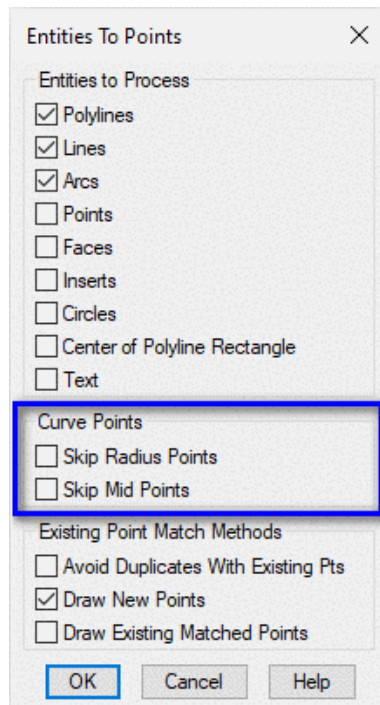 Entities To Points
Entities to Process
Polylines
Lines
Arcs
Points
Faces
Inserts
Circles
Center of Polyline Rectangle
Text
Curve Points
Skip Radius Points
Skip Mid Points
Existing Point Match Methods
Avoid Duplicates With Existing Pts
Draw New Points
Draw Existing Matched Points
OK Cancel Help